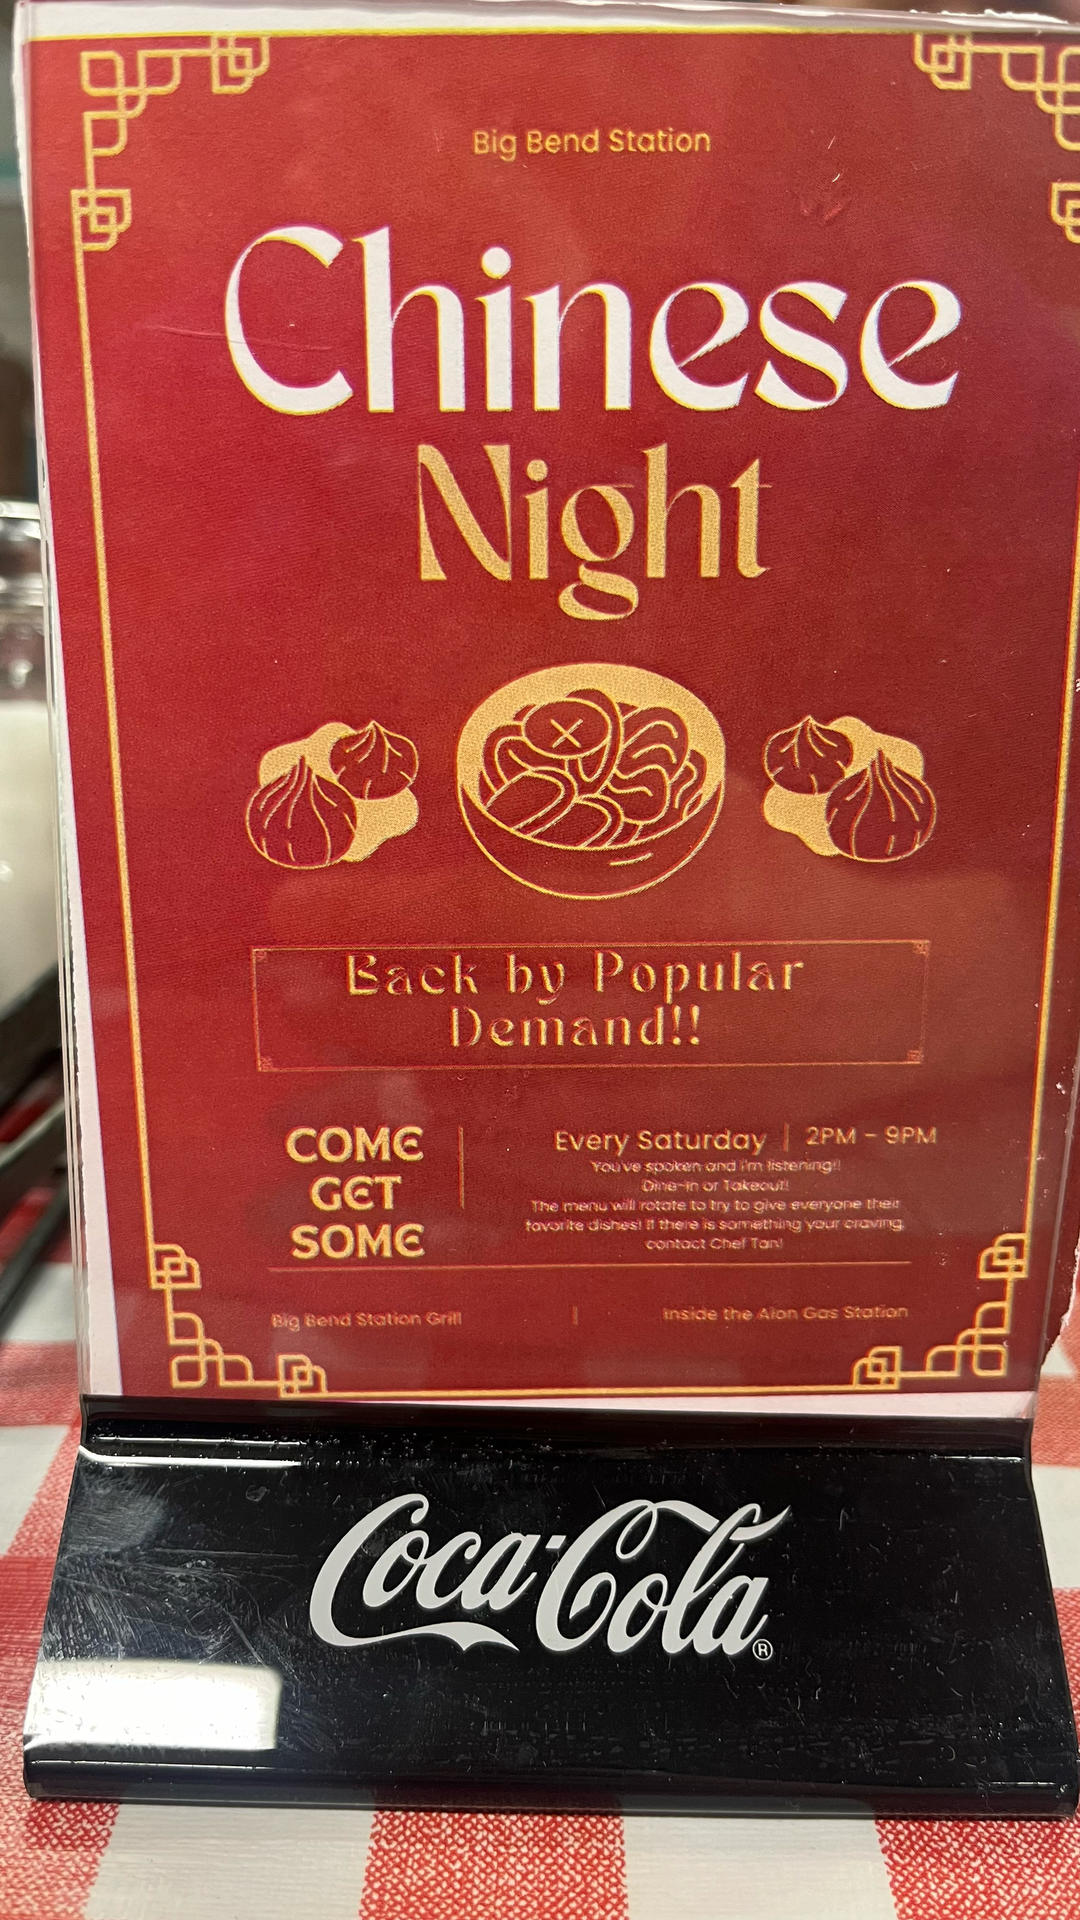 Big Bend Station
Chinese
Night
Back by Popular
Demand!!
COME
GET
SOME
Every Saturday | 2PM - 9PM
You've spoken and i'm listening!!
Dine-in or Takeout!
The menu will rotate to try to give everyone their
favorite dishes! If there is something your craving,
contact Chef Tan!
Big Bend Station Grill | Inside the Alon Gas Station
Coca-Cola®